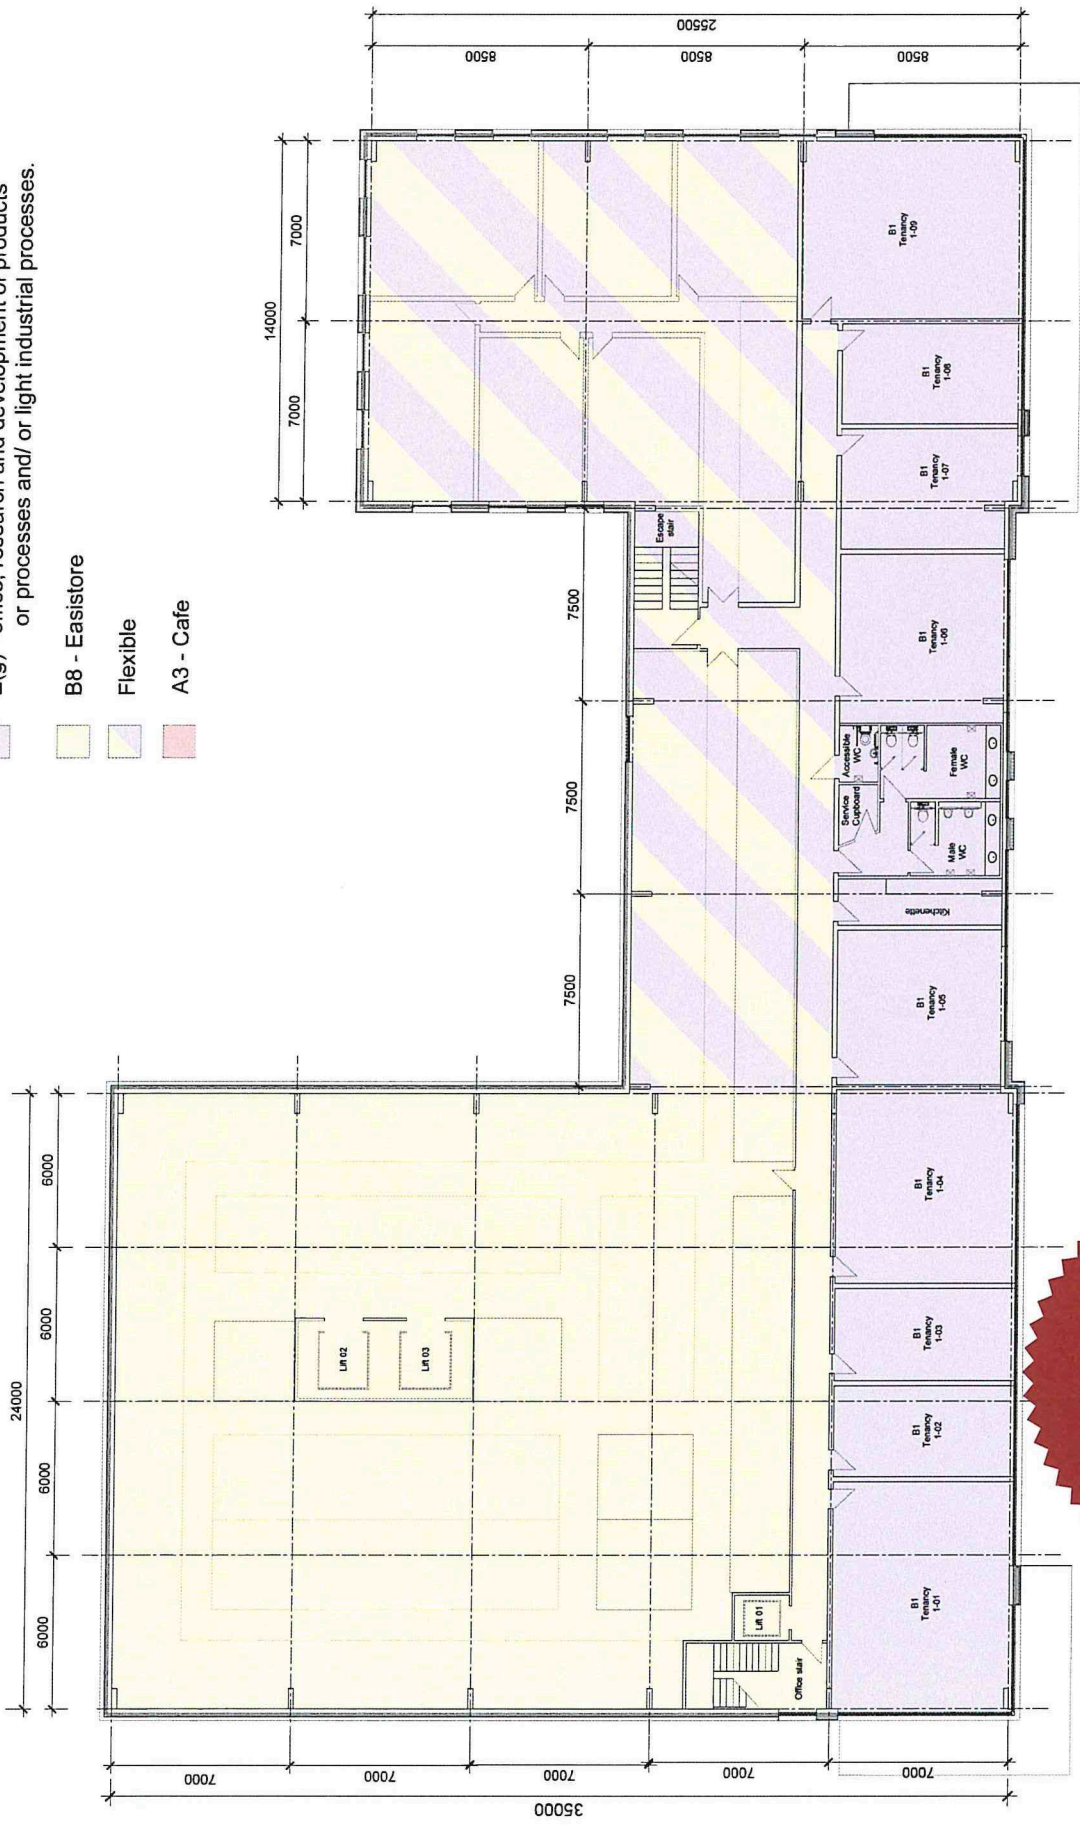 E(g) - office, research and development of products
or processes and/ or light industrial processes.
B8 - Easistore
Flexible
A3 - Cafe
25500
8500
8500
8500
14000
7000
7000
7500
7500
7500
24000
6000
6000
6000
6000
35000
7000
7000
7000
7000
7000
Escape
stair
Lift 02
Lift 03
Lift 01
Office stair
Accessible
WC
Service
Cupboard
Female
WC
Male
WC
Kitchenette
B1
Tenancy
1-01
B1
Tenancy
1-02
B1
Tenancy
1-03
B1
Tenancy
1-04
B1
Tenancy
1-05
B1
Tenancy
1-06
B1
Tenancy
1-07
B1
Tenancy
1-08
B1
Tenancy
1-09